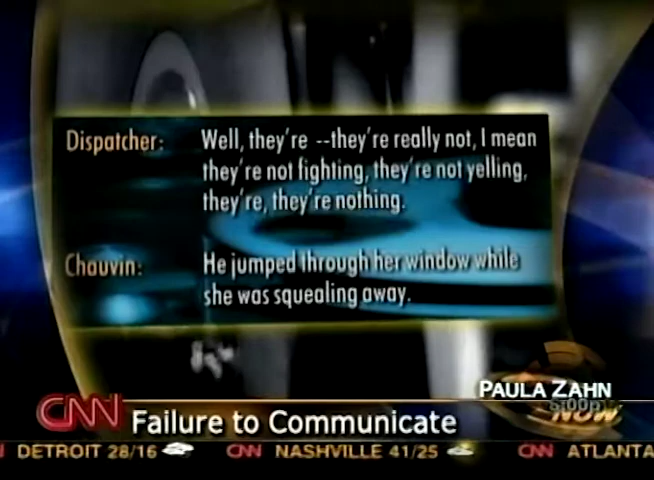 Dispatcher: Well, they're --they're really not, I mean
they're not fighting, they're not yelling,
they're, they're nothing.
Chauvin: He jumped through her window while
she was squealing away.
PAULA ZAHN
NOW
CNN Failure to Communicate
DETROIT 28/16 CNN NASHVILLE 41/25 CNN ATLANTA